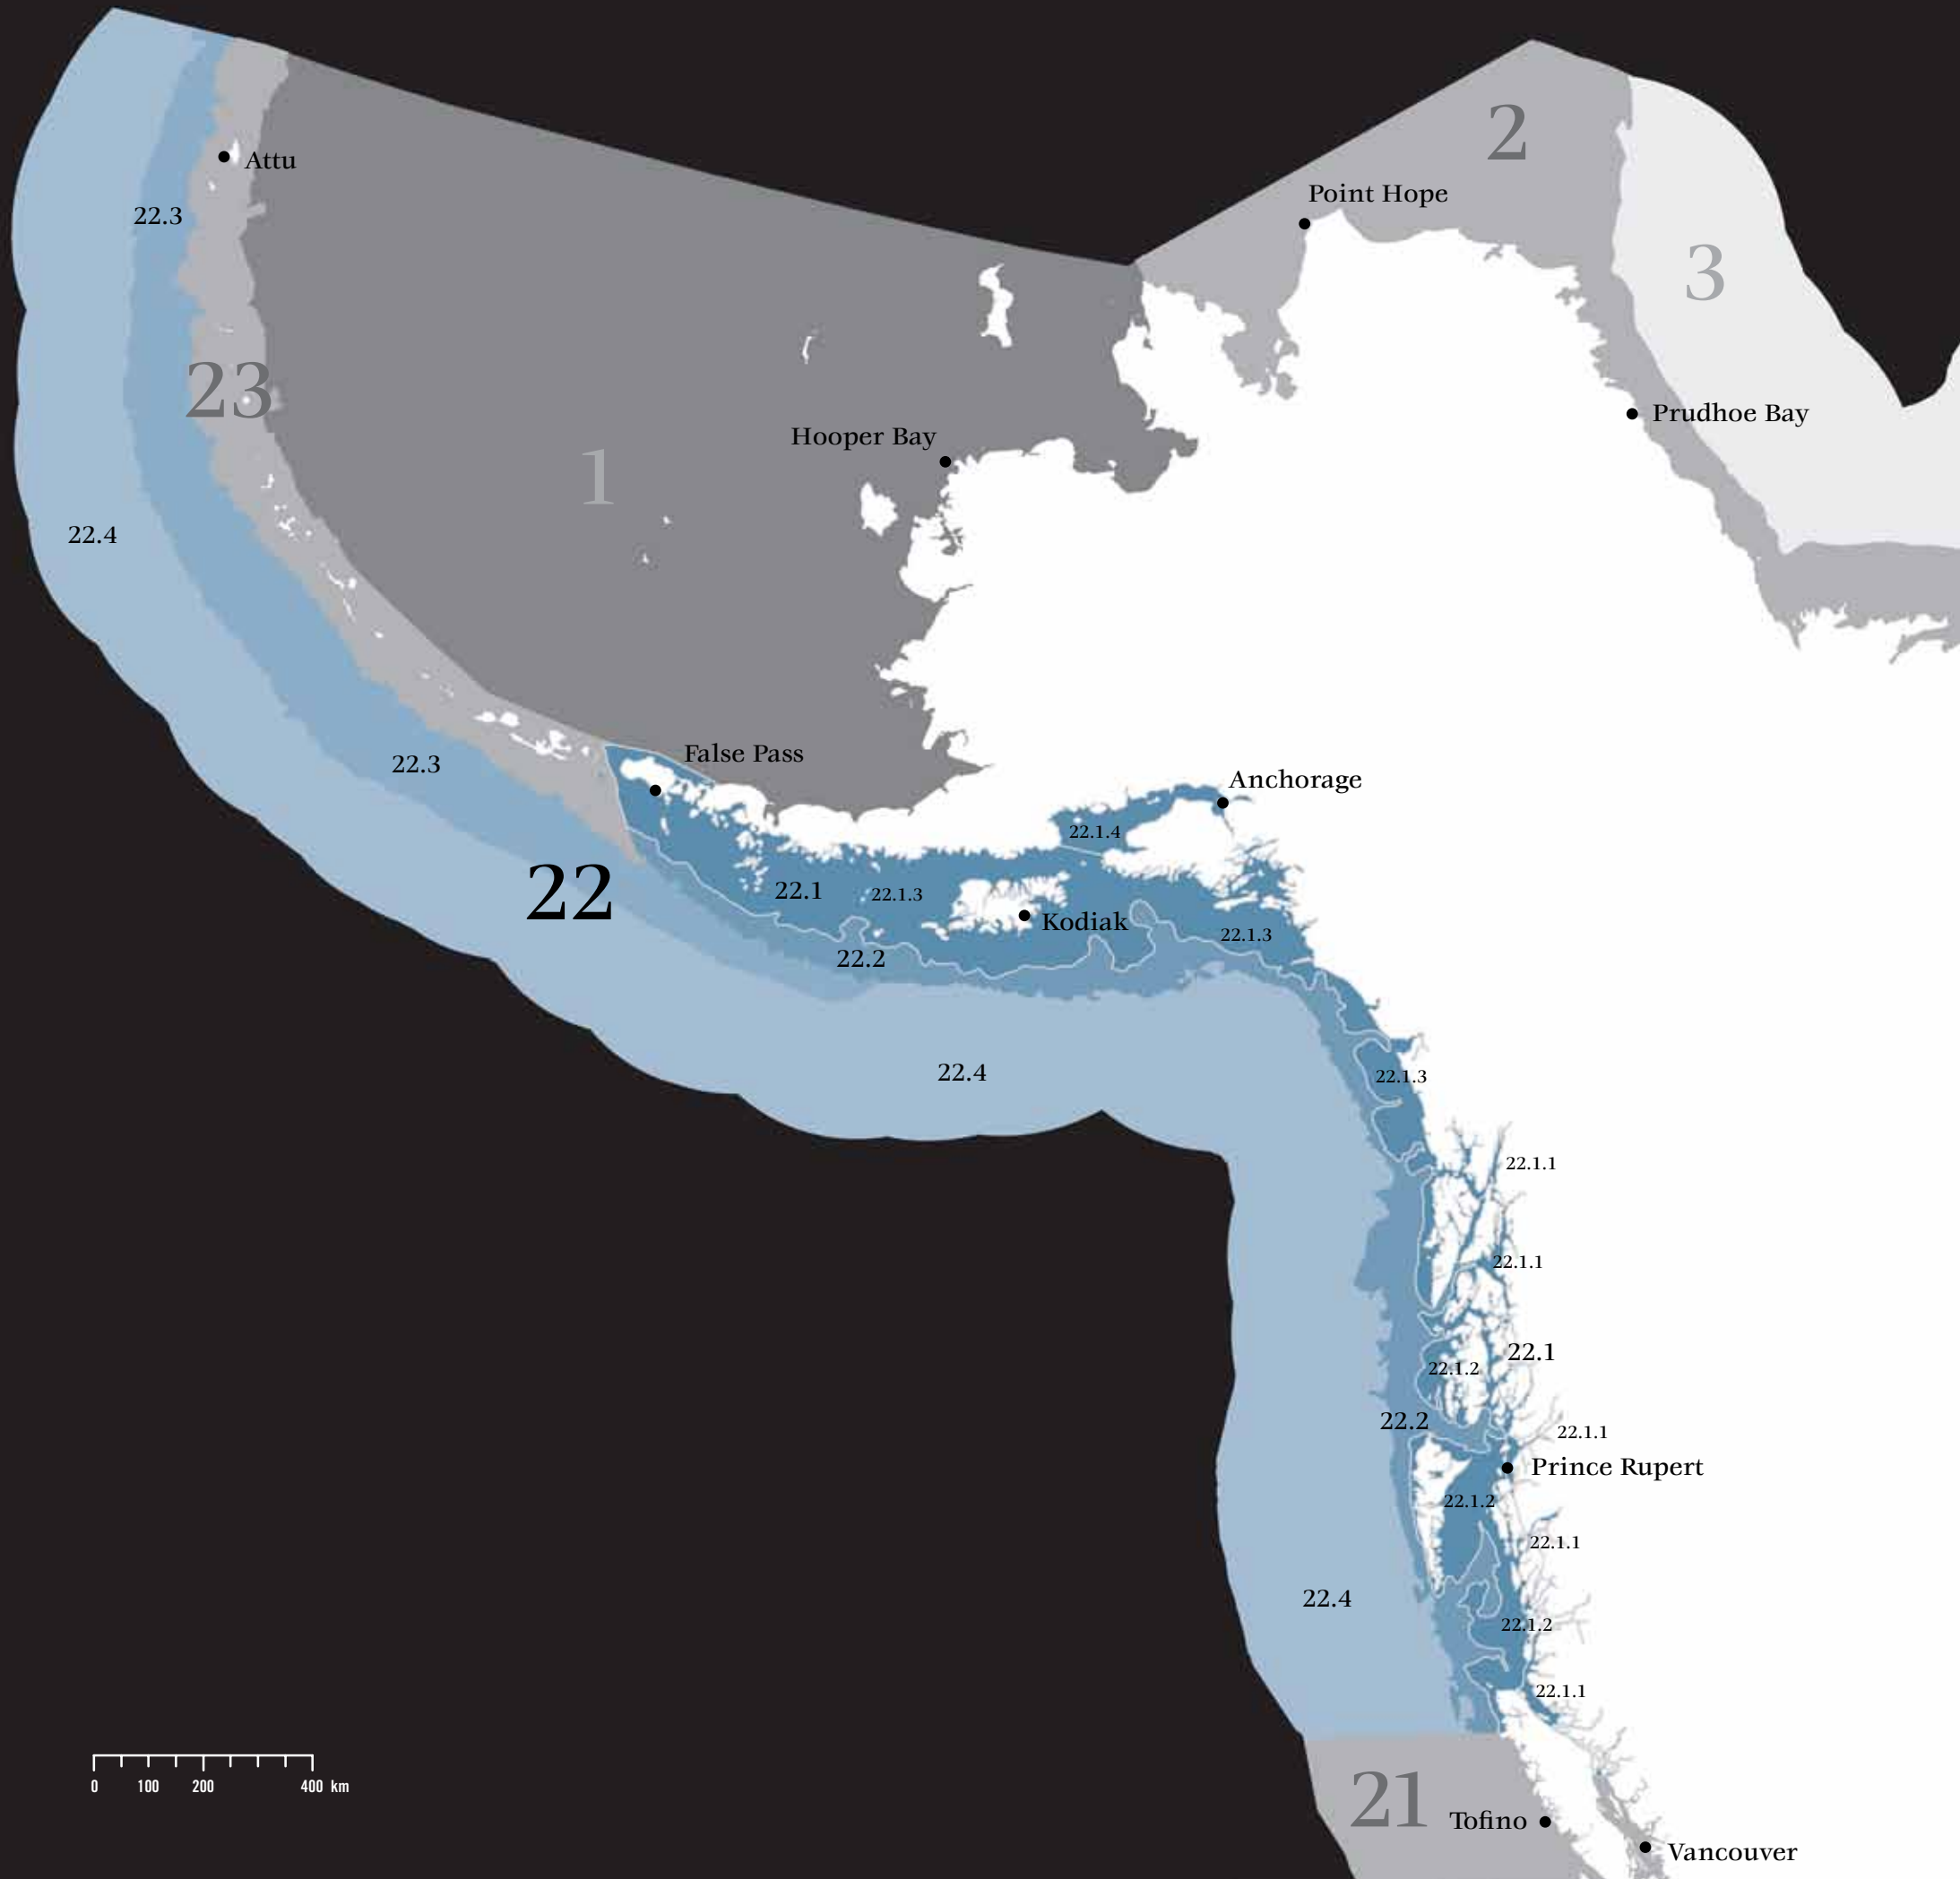 2
Attu
Point Hope
22.3
3
23
Prudhoe Bay
Hooper Bay
1
22.4
False Pass
22.3
Anchorage
22.1.4
22
22.1
22.1.3
Kodiak
22.1.3
22.2
22.4
22.1.3
22.1.1
22.1.1
22.1
22.1.2
22.2
22.1.1
Prince Rupert
22.1.2
22.1.1
22.4
22.1.2
22.1.1
0 100 200 400 km
21
Tofino
Vancouver